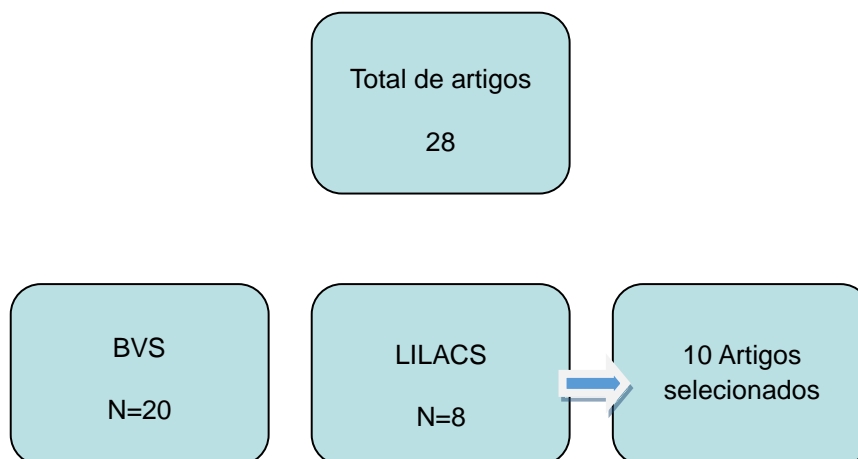 Total de artigos
28
BVS
N=20
LILACS
N=8
10 Artigos
selecionados